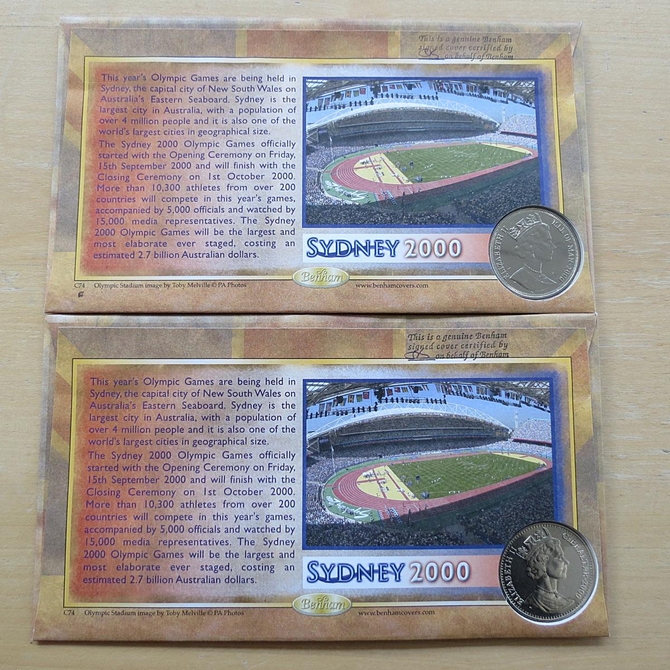 This is a genuine Benham
signed cover certified by
on behalf of Benham
This year's Olympic Games are being held in
Sydney, the capital city of New South Wales on
Australia's Eastern Seaboard. Sydney is the
largest city in Australia, with a population of
over 4 million people and it is also one of the
world's largest cities in geographical size.
The Sydney 2000 Olympic Games officially
started with the Opening Ceremony on Friday,
15th September 2000 and will finish with the
Closing Ceremony on 1st October 2000.
More than 10,300 athletes from over 200
countries will compete in this year's games,
accompanied by 5,000 officials and watched by
15,000 media representatives. The Sydney
2000 Olympic Games will be the largest and
most elaborate ever staged, costing an
estimated 2.7 billion Australian dollars.
SYDNEY 2000
ELIZABETH II ISLE OF MAN
C74 Olympic Stadium image by Toby Melville © PA Photos
Benham
www.benhamcovers.com
This is a genuine Benham
signed cover certified by
on behalf of Benham
This year's Olympic Games are being held in
Sydney, the capital city of New South Wales on
Australia's Eastern Seaboard. Sydney is the
largest city in Australia, with a population of
over 4 million people and it is also one of the
world's largest cities in geographical size.
The Sydney 2000 Olympic Games officially
started with the Opening Ceremony on Friday,
15th September 2000 and will finish with the
Closing Ceremony on 1st October 2000.
More than 10,300 athletes from over 200
countries will compete in this year's games,
accompanied by 5,000 officials and watched by
15,000 media representatives. The Sydney
2000 Olympic Games will be the largest and
most elaborate ever staged, costing an
estimated 2.7 billion Australian dollars.
SYDNEY 2000
ELIZABETH II GIBRALTAR
C74 Olympic Stadium image by Toby Melville © PA Photos
Benham
www.benhamcovers.com